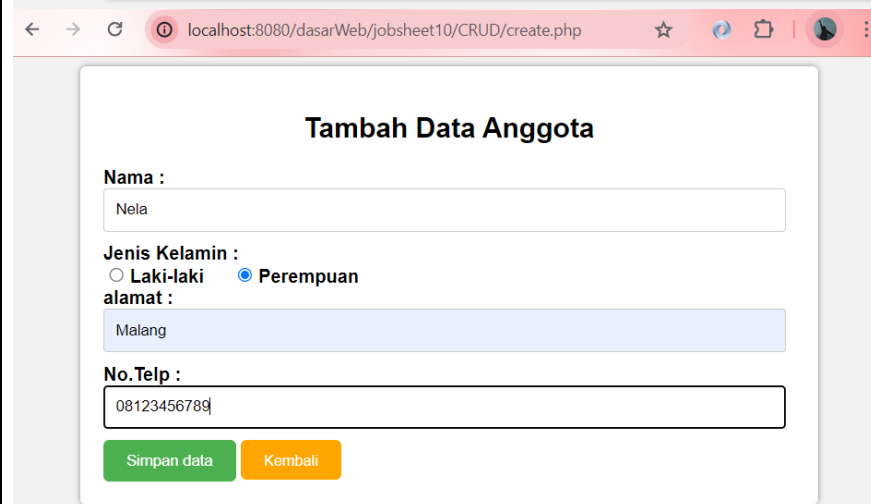 localhost:8080/dasarWeb/jobsheet10/CRUD/create.php
Tambah Data Anggota
Nama :
Nela
Jenis Kelamin :
Laki-laki Perempuan
alamat :
Malang
No.Telp :
08123456789
Simpan data Kembali